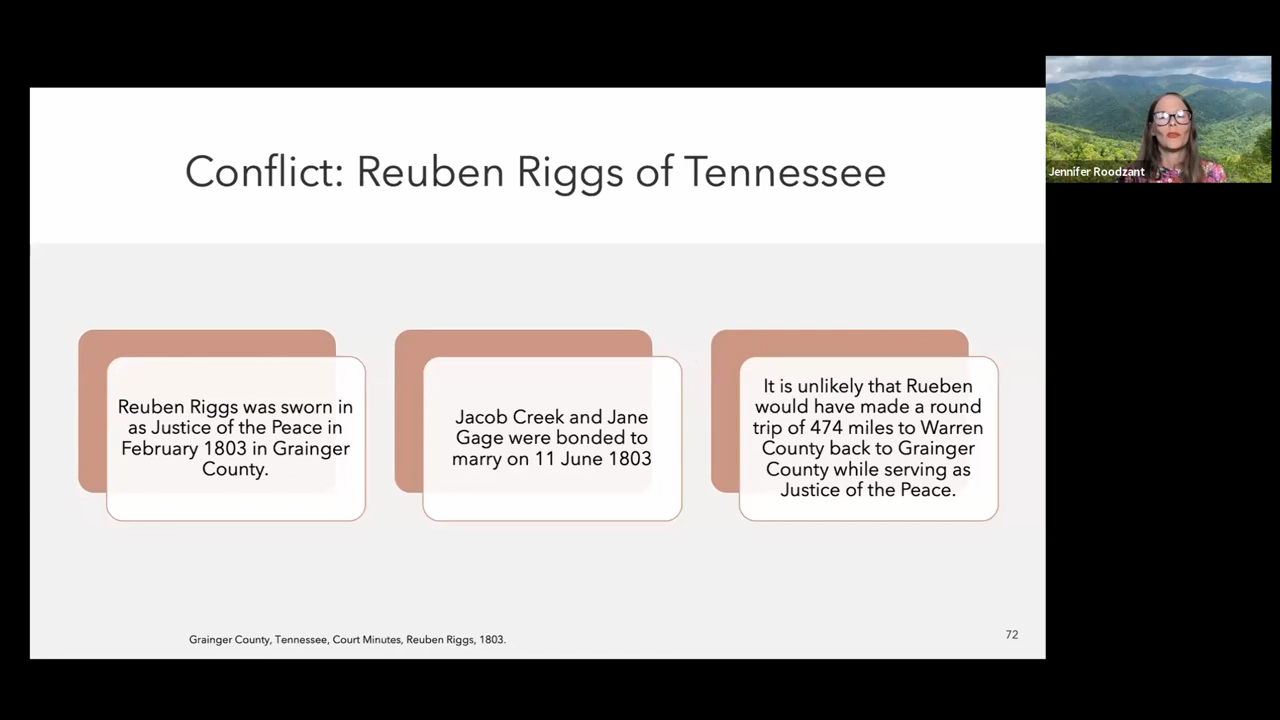 Conflict: Reuben Riggs of Tennessee
Reuben Riggs was sworn in
as Justice of the Peace in
February 1803 in Grainger
County.
Jacob Creek and Jane
Gage were bonded to
marry on 11 June 1803
It is unlikely that Rueben
would have made a round
trip of 474 miles to Warren
County back to Grainger
County while serving as
Justice of the Peace.
Grainger County, Tennessee, Court Minutes, Reuben Riggs, 1803.
72
Jennifer Roodzant